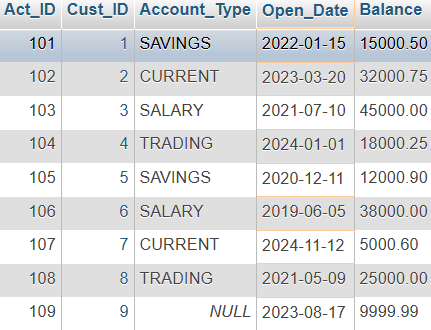 Act_ID Cust_ID Account_Type Open_Date Balance
101 1 SAVINGS 2022-01-15 15000.50
102 2 CURRENT 2023-03-20 32000.75
103 3 SALARY 2021-07-10 45000.00
104 4 TRADING 2024-01-01 18000.25
105 5 SAVINGS 2020-12-11 12000.90
106 6 SALARY 2019-06-05 38000.00
107 7 CURRENT 2024-11-12 5000.60
108 8 TRADING 2021-05-09 25000.00
109 9 NULL 2023-08-17 9999.99